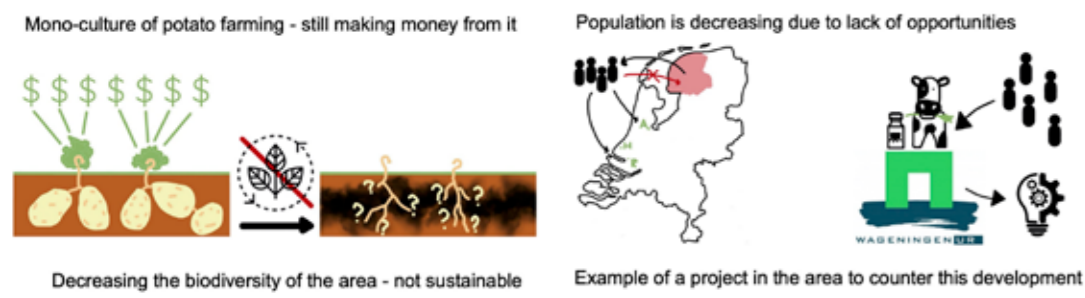 Mono-culture of potato farming - still making money from it
Population is decreasing due to lack of opportunities
$ $ $ $ $ $ $
A
H
R
? ? ? ? ? ? ?
WAGENINGEN UR
Decreasing the biodiversity of the area - not sustainable
Example of a project in the area to counter this development